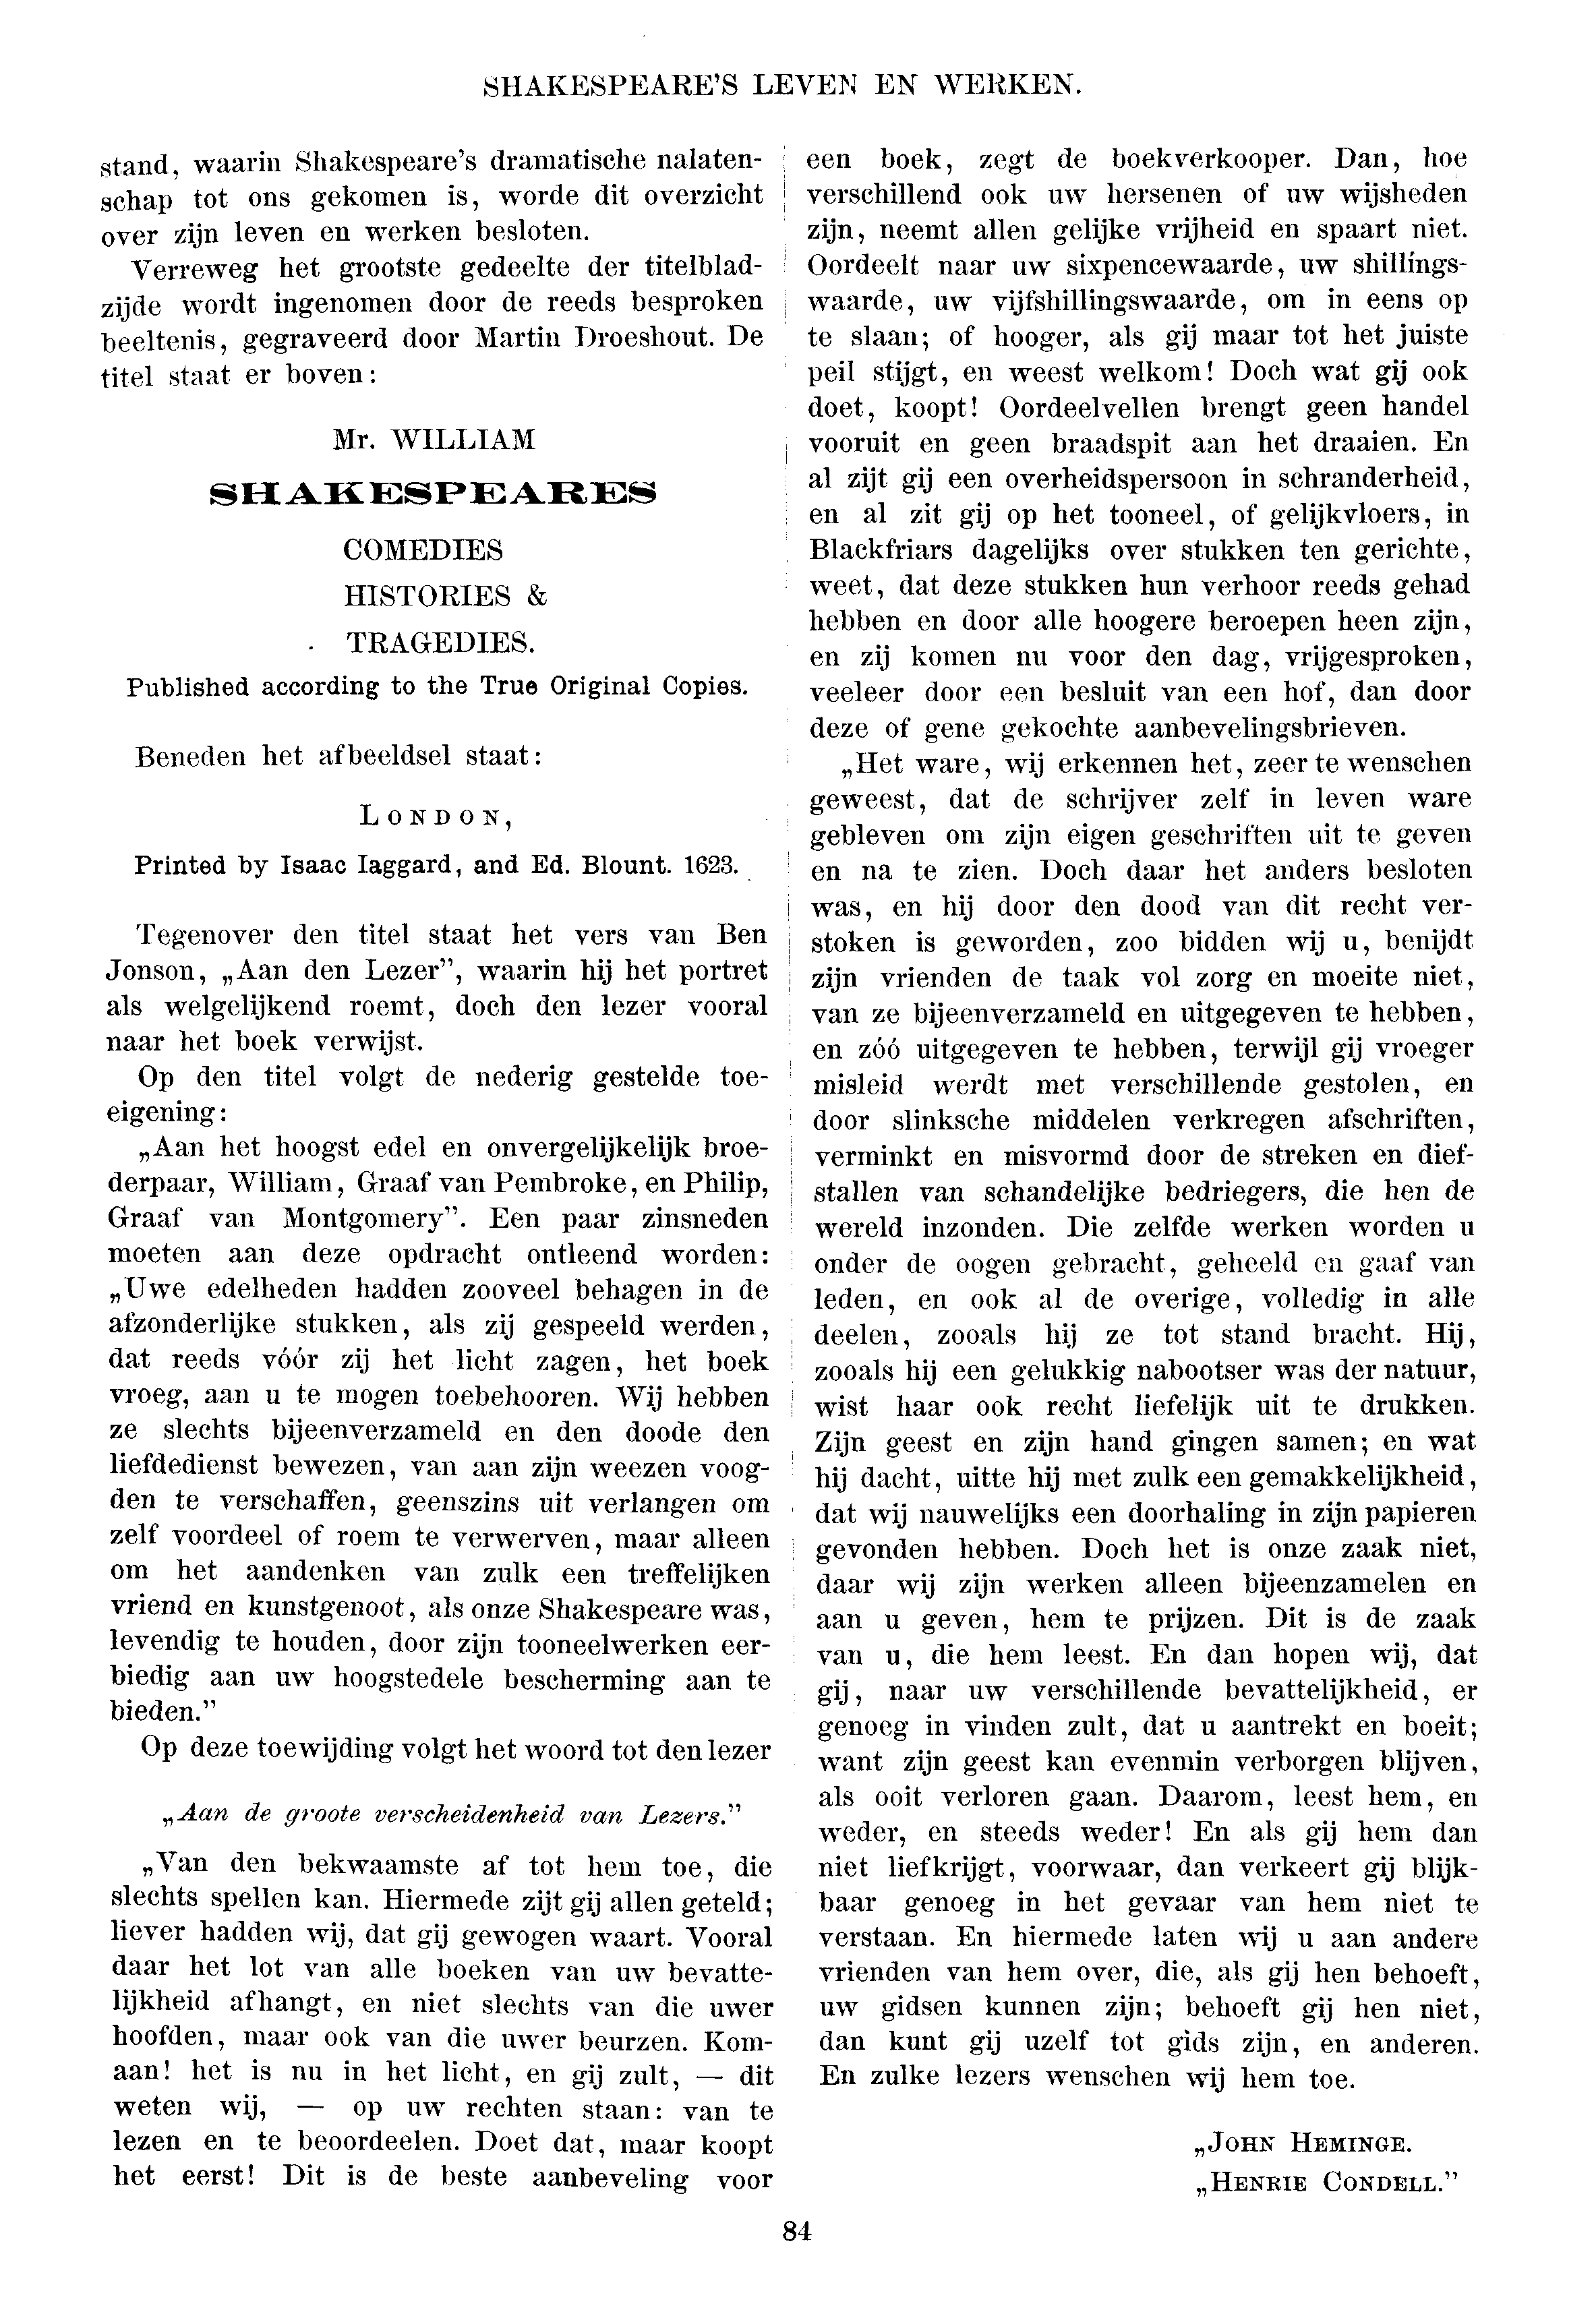 SHAKESPEARE'S LEVEN EN WERKEN.
stand, waarin Shakespeare's dramatische nalaten-
schap tot ons gekomen is, worde dit overzicht
over zijn leven en werken besloten.
Verreweg het grootste gedeelte der titelblad-
zijde wordt ingenomen door de reeds besproken
beeltenis, gegraveerd door Martin Droeshout. De
titel staat er boven:
Mr. WILLIAM
SHAKESPEARES
COMEDIES
HISTORIES &
TRAGEDIES.
Published according to the True Original Copies.
Beneden het afbeeldsel staat:
LONDON,
Printed by Isaac Iaggard, and Ed. Blount. 1623.
Tegenover den titel staat het vers van Ben
Jonson, „Aan den Lezer”, waarin hij het portret
als welgelijkend roemt, doch den lezer vooral
naar het boek verwijst.
Op den titel volgt de nederig gestelde toe-
eigening:
„Aan het hoogst edel en onvergelijkelijk broe-
derpaar, William, Graaf van Pembroke, en Philip,
Graaf van Montgomery”. Een paar zinsneden
moeten aan deze opdracht ontleend worden:
„Uwe edelheden hadden zooveel behagen in de
afzonderlijke stukken, als zij gespeeld werden,
dat reeds vóór zij het licht zagen, het boek
vroeg, aan u te mogen toebehooren. Wij hebben
ze slechts bijeenverzameld en den doode den
liefdedienst bewezen, van aan zijn weezen voog-
den te verschaffen, geenszins uit verlangen om
zelf voordeel of roem te verwerven, maar alleen
om het aandenken van zulk een treffelijken
vriend en kunstgenoot, als onze Shakespeare was,
levendig te houden, door zijn tooneelwerken eer-
biedig aan uw hoogstedele bescherming aan te
bieden.”
Op deze toewijding volgt het woord tot den lezer
„Aan de groote verscheidenheid van Lezers.”
„Van den bekwaamste af tot hem toe, die
slechts spellen kan. Hiermede zijt gij allen geteld;
liever hadden wij, dat gij gewogen waart. Vooral
daar het lot van alle boeken van uw bevatte-
lijkheid afhangt, en niet slechts van die uwer
hoofden, maar ook van die uwer beurzen. Kom-
aan! het is nu in het licht, en gij zult, — dit
weten wij, — op uw rechten staan: van te
lezen en te beoordeelen. Doet dat, maar koopt
het eerst! Dit is de beste aanbeveling voor
een boek, zegt de boekverkooper. Dan, hoe
verschillend ook uw hersenen of uw wijsheden
zijn, neemt allen gelijke vrijheid en spaart niet.
Oordeelt naar uw sixpencewaarde, uw shillings-
waarde, uw vijfshillingswaarde, om in eens op
te slaan; of hooger, als gij maar tot het juiste
peil stijgt, en weest welkom! Doch wat gij ook
doet, koopt! Oordeelvellen brengt geen handel
vooruit en geen braadspit aan het draaien. En
al zijt gij een overheidspersoon in schranderheid,
en al zit gij op het tooneel, of gelijkvloers, in
Blackfriars dagelijks over stukken ten gerichte,
weet, dat deze stukken hun verhoor reeds gehad
hebben en door alle hoogere beroepen heen zijn,
en zij komen nu voor den dag, vrijgesproken,
veeleer door een besluit van een hof, dan door
deze of gene gekochte aanbevelingsbrieven.
„Het ware, wij erkennen het, zeer te wenschen
geweest, dat de schrijver zelf in leven ware
gebleven om zijn eigen geschriften uit te geven
en na te zien. Doch daar het anders besloten
was, en hij door den dood van dit recht ver-
stoken is geworden, zoo bidden wij u, benijdt
zijn vrienden de taak vol zorg en moeite niet,
van ze bijeenverzameld en uitgegeven te hebben,
en zóó uitgegeven te hebben, terwijl gij vroeger
misleid werdt met verschillende gestolen, en
door slinksche middelen verkregen afschriften,
verminkt en misvormd door de streken en dief-
stallen van schandelijke bedriegers, die hen de
wereld inzonden. Die zelfde werken worden u
onder de oogen gebracht, geheeld en gaaf van
leden, en ook al de overige, volledig in alle
deelen, zooals hij ze tot stand bracht. Hij,
zooals hij een gelukkig nabootser was der natuur,
wist haar ook recht liefelijk uit te drukken.
Zijn geest en zijn hand gingen samen; en wat
hij dacht, uitte hij met zulk een gemakkelijkheid,
dat wij nauwelijks een doorhaling in zijn papieren
gevonden hebben. Doch het is onze zaak niet,
daar wij zijn werken alleen bijeenzamelen en
aan u geven, hem te prijzen. Dit is de zaak
van u, die hem leest. En dan hopen wij, dat
gij, naar uw verschillende bevattelijkheid, er
genoeg in vinden zult, dat u aantrekt en boeit;
want zijn geest kan evenmin verborgen blijven,
als ooit verloren gaan. Daarom, leest hem, en
weder, en steeds weder! En als gij hem dan
niet liefkrijgt, voorwaar, dan verkeert gij blijk-
baar genoeg in het gevaar van hem niet te
verstaan. En hiermede laten wij u aan andere
vrienden van hem over, die, als gij hen behoeft,
uw gidsen kunnen zijn; behoeft gij hen niet,
dan kunt gij uzelf tot gids zijn, en anderen.
En zulke lezers wenschen wij hem toe.
„JOHN HEMINGE.
„HENRIE CONDELL.”
84